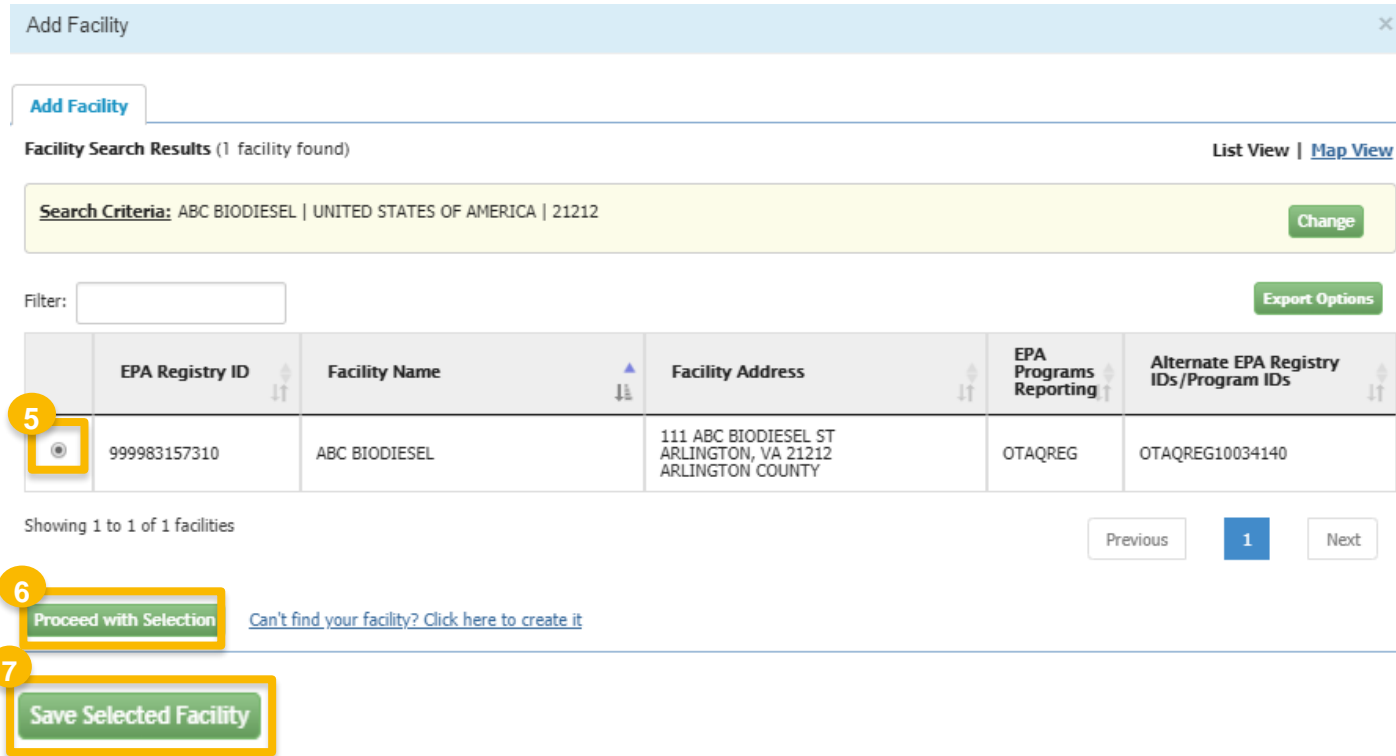 Add Facility
×
Add Facility
Facility Search Results (1 facility found)
List View | Map View
Search Criteria: ABC BIODIESEL | UNITED STATES OF AMERICA | 21212
Change
Filter:
Export Options
EPA Registry ID
Facility Name
Facility Address
EPA
Programs
Reporting
Alternate EPA Registry
IDs/Program IDs
5
999983157310
ABC BIODIESEL
111 ABC BIODIESEL ST
ARLINGTON, VA 21212
ARLINGTON COUNTY
OTAQREG
OTAQREG10034140
Showing 1 to 1 of 1 facilities
Previous
1
Next
6
Proceed with Selection
Can't find your facility? Click here to create it
7
Save Selected Facility